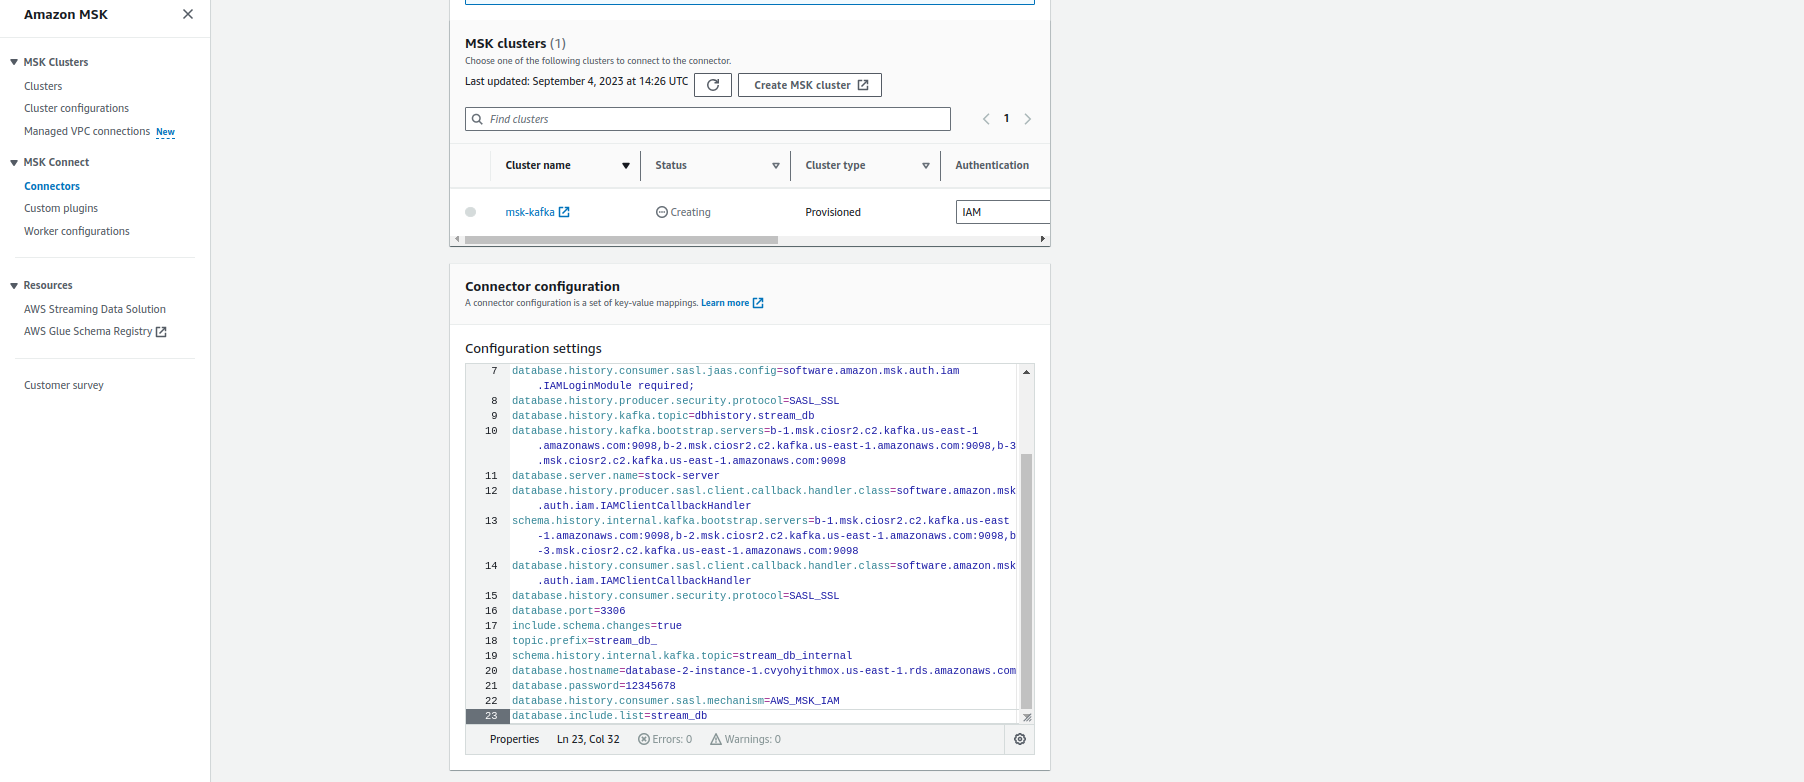 Amazon MSK
MSK Clusters
Clusters
Cluster configurations
Managed VPC connections New
MSK Connect
Connectors
Custom plugins
Worker configurations
Resources
AWS Streaming Data Solution
AWS Glue Schema Registry
Customer survey
MSK clusters (1)
Choose one of the following clusters to connect to the connector.
Last updated: September 4, 2023 at 14:26 UTC
Create MSK cluster
Find clusters
1
Cluster name Status Cluster type Authentication
msk-kafka Creating Provisioned IAM
Connector configuration
A connector configuration is a set of key-value mappings. Learn more
Configuration settings
7 database.history.consumer.sasl.jaas.config=software.amazon.msk.auth.iam
.IAMLoginModule required;
8 database.history.producer.security.protocol=SASL_SSL
9 database.history.kafka.topic=dbhistory.stream_db
10 database.history.kafka.bootstrap.servers=b-1.msk.ciosr2.c2.kafka.us-east-1
.amazonaws.com:9098,b-2.msk.ciosr2.c2.kafka.us-east-1.amazonaws.com:9098,b-3
.msk.ciosr2.c2.kafka.us-east-1.amazonaws.com:9098
11 database.server.name=stock-server
12 database.history.producer.sasl.client.callback.handler.class=software.amazon.msk
.auth.iam.IAMClientCallbackHandler
13 schema.history.internal.kafka.bootstrap.servers=b-1.msk.ciosr2.c2.kafka.us-east
-1.amazonaws.com:9098,b-2.msk.ciosr2.c2.kafka.us-east-1.amazonaws.com:9098,b
-3.msk.ciosr2.c2.kafka.us-east-1.amazonaws.com:9098
14 database.history.consumer.sasl.client.callback.handler.class=software.amazon.msk
.auth.iam.IAMClientCallbackHandler
15 database.history.consumer.security.protocol=SASL_SSL
16 database.port=3306
17 include.schema.changes=true
18 topic.prefix=stream_db_
19 schema.history.internal.kafka.topic=stream_db_internal
20 database.hostname=database-2-instance-1.cvyohyithmox.us-east-1.rds.amazonaws.com
21 database.password=12345678
22 database.history.consumer.sasl.mechanism=AWS_MSK_IAM
23 database.include.list=stream_db
Properties Ln 23, Col 32 Errors: 0 Warnings: 0